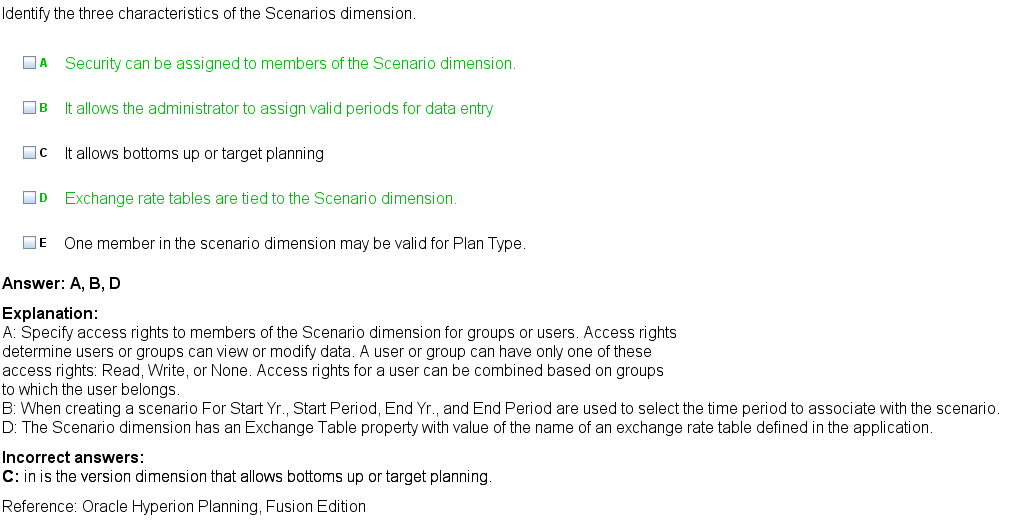 Identify the three characteristics of the Scenarios dimension.
A Security can be assigned to members of the Scenario dimension.
B It allows the administrator to assign valid periods for data entry
C It allows bottoms up or target planning
D Exchange rate tables are tied to the Scenario dimension.
E One member in the scenario dimension may be valid for Plan Type.
Answer: A, B, D
Explanation:
A: Specify access rights to members of the Scenario dimension for groups or users. Access rights
determine users or groups can view or modify data. A user or group can have only one of these
access rights: Read, Write, or None. Access rights for a user can be combined based on groups
to which the user belongs.
B: When creating a scenario For Start Yr., Start Period, End Yr., and End Period are used to select the time period to associate with the scenario.
D: The Scenario dimension has an Exchange Table property with value of the name of an exchange rate table defined in the application.
Incorrect answers:
C: in is the version dimension that allows bottoms up or target planning.
Reference: Oracle Hyperion Planning, Fusion Edition